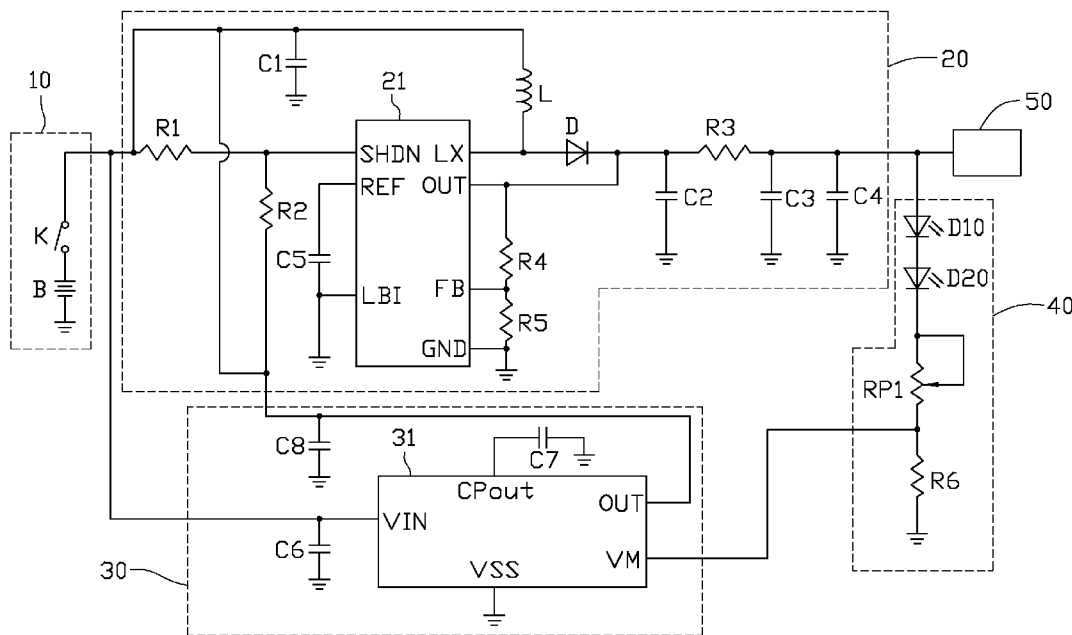 10
20
50
C1
L
21
R1
D
R3
SHDN LX
REF OUT
R2
C2
C3
C4
K
C5
R4
D10
B
LBI FB
D20
R5
40
GND
RP1
C8
31
C7
CPout
OUT
R6
VIN
C6
VM
30
VSS